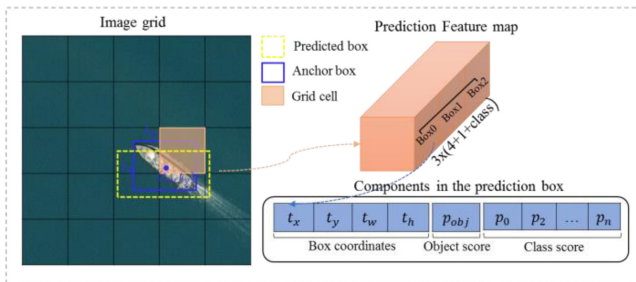 Image grid
Predicted box
Anchor box
Grid cell
Prediction Feature map
Box0 Box1 Box2
3x(4+1+class)
Components in the prediction box
t_x t_y t_w t_h p_obj p_0 p_2 ... p_n
Box coordinates Object score Class score